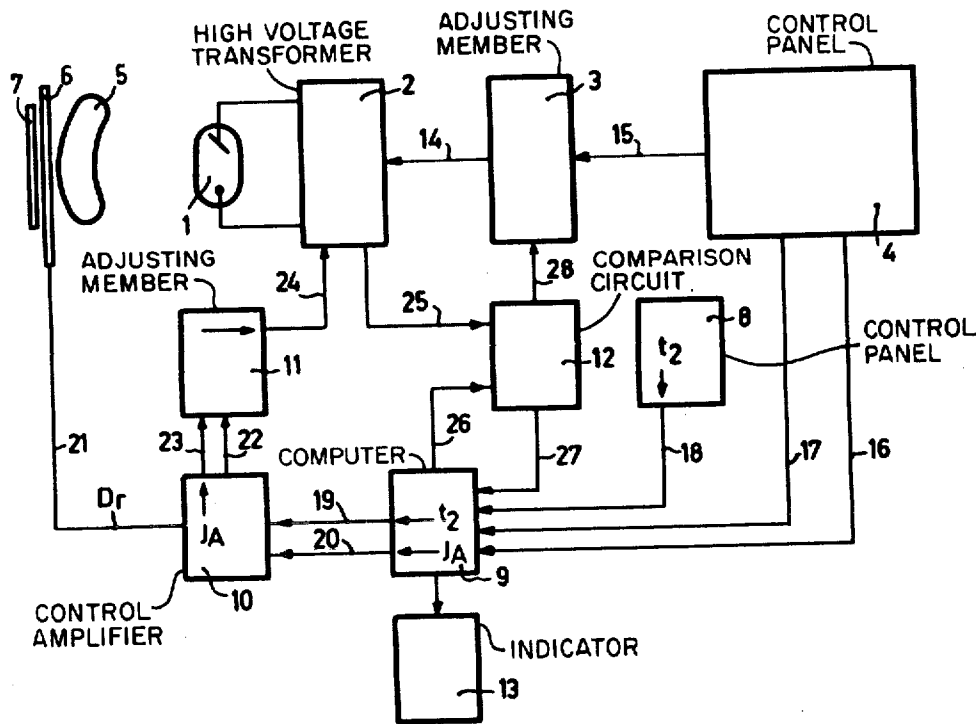 HIGH VOLTAGE
TRANSFORMER
ADJUSTING
MEMBER
CONTROL
PANEL
7
6
5
2
3
4
14
15
1
ADJUSTING
MEMBER
24
25
28
COMPARISON
CIRCUIT
8
t2
CONTROL
PANEL
11
12
21
23
22
26
27
18
17
16
COMPUTER
Dr
JA
10
19
t2
20
JA
9
CONTROL
AMPLIFIER
INDICATOR
13